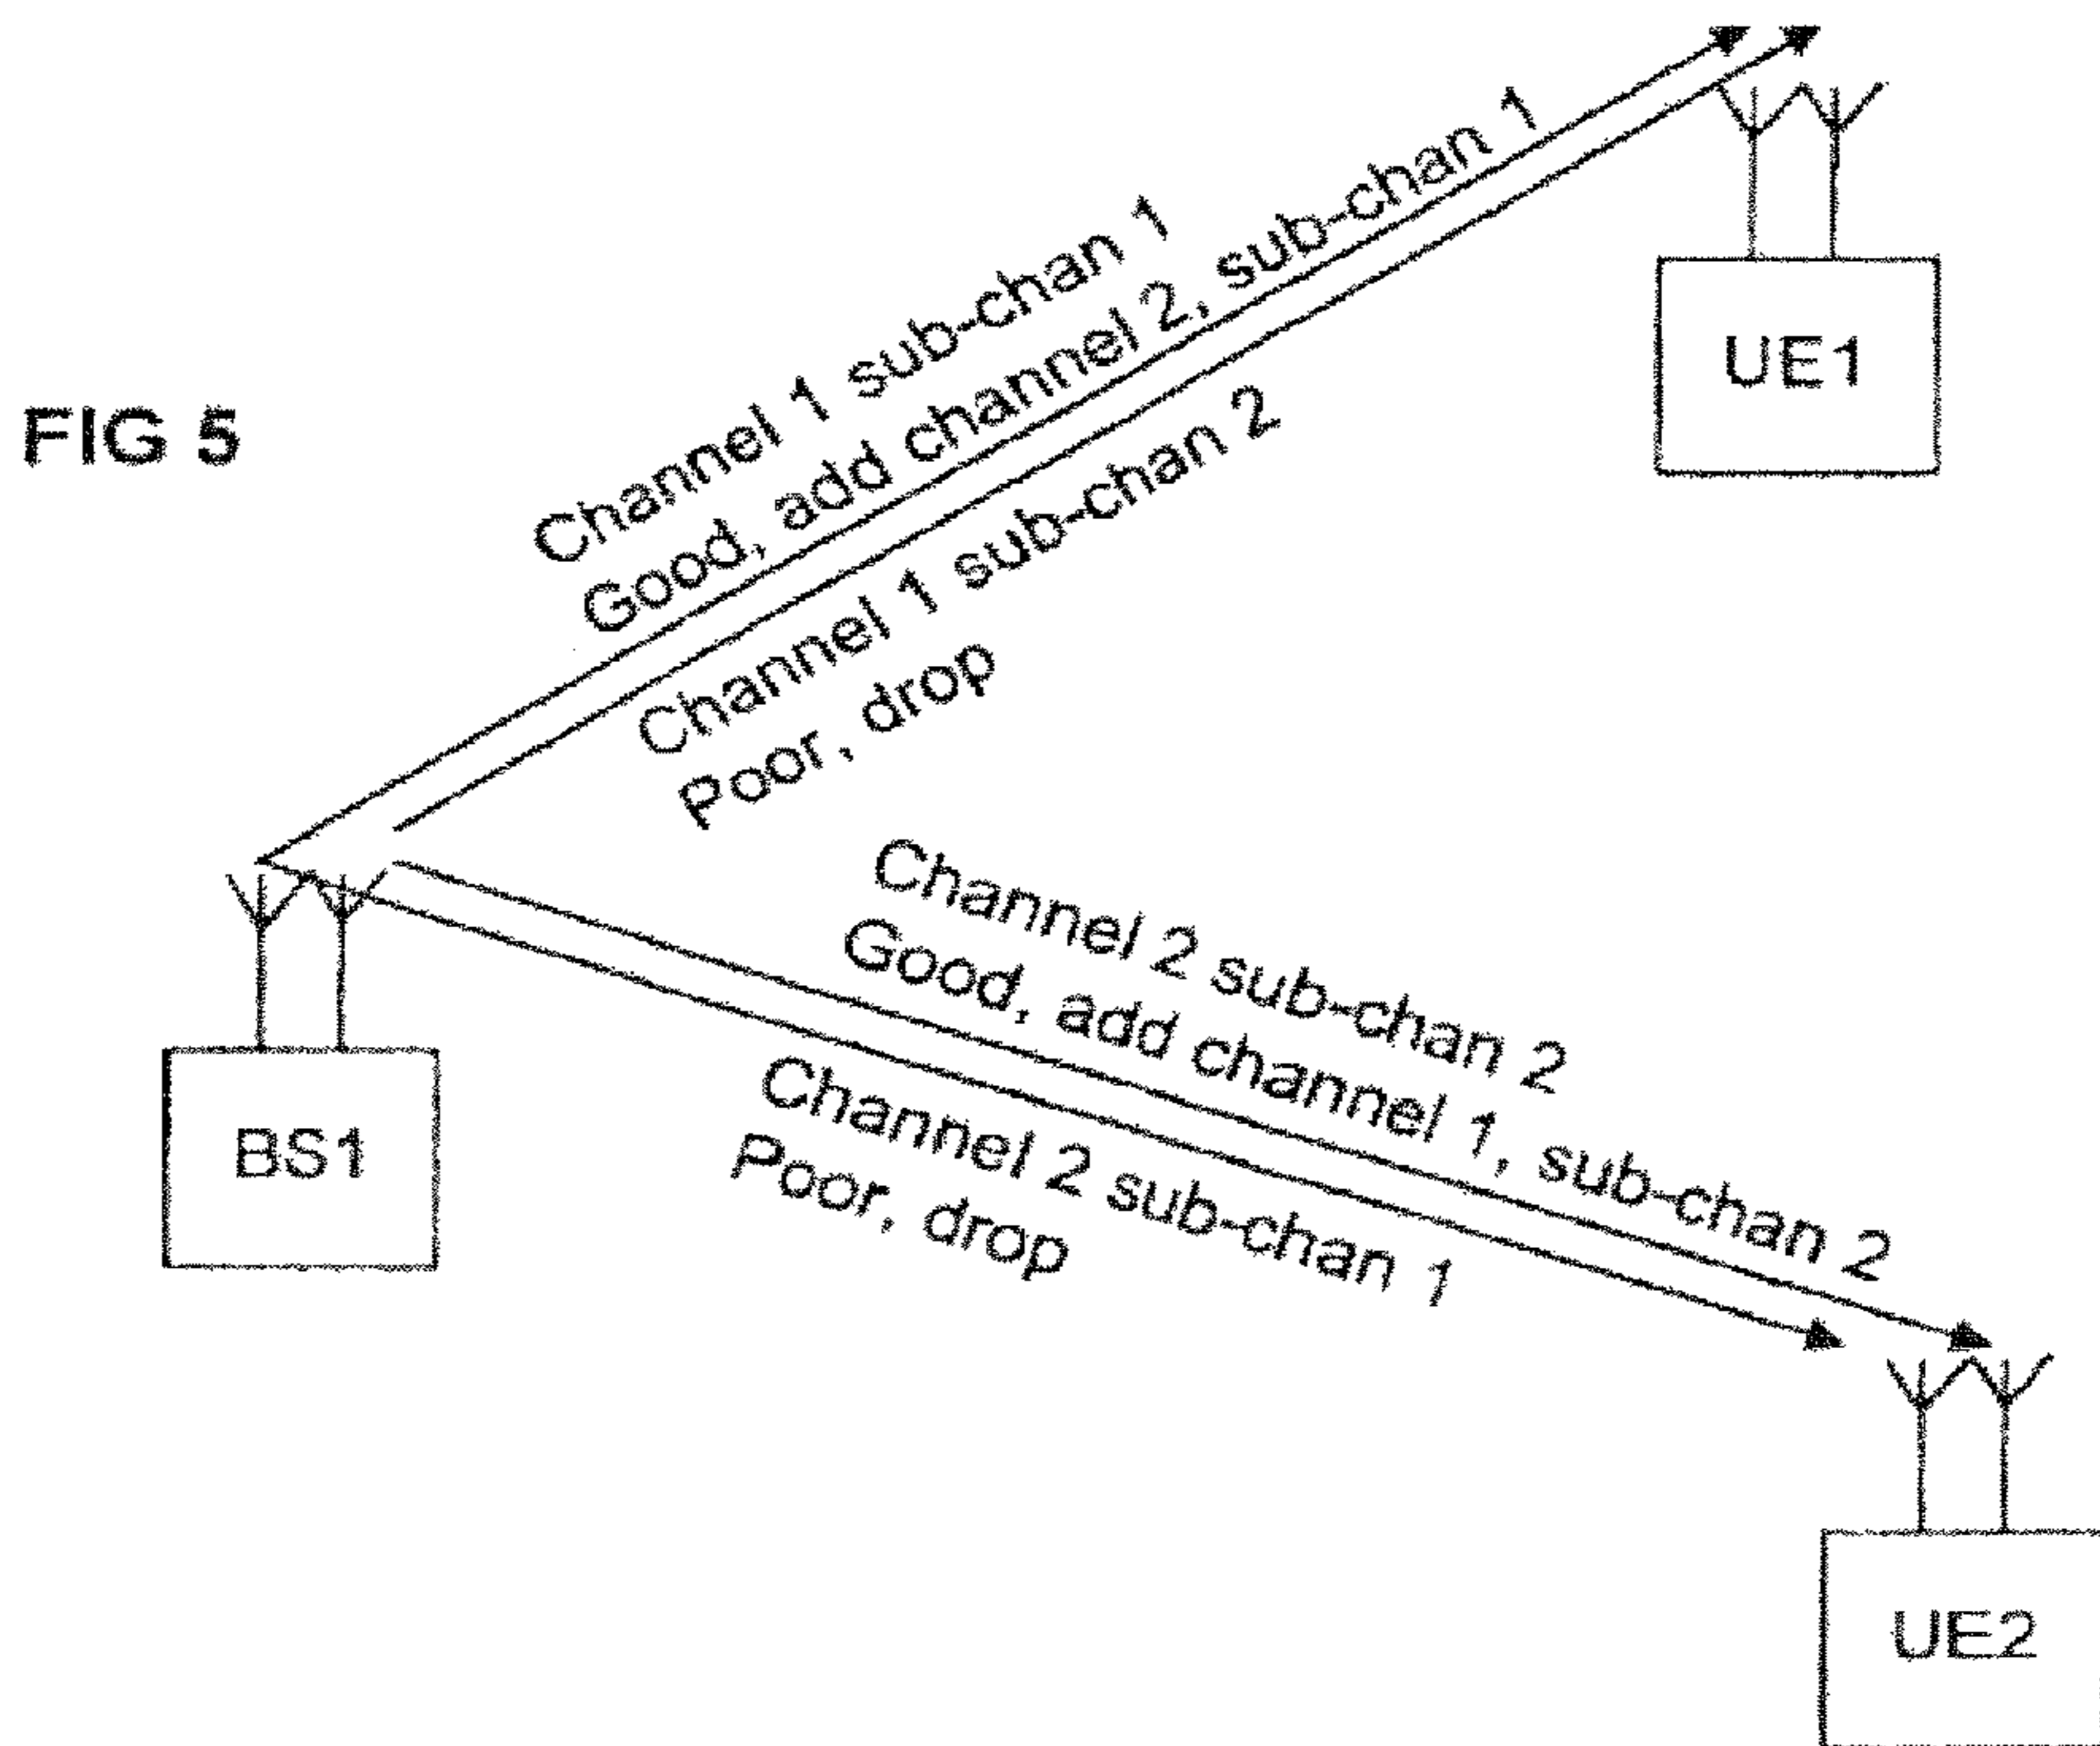 FIG 5
Channel 1 sub-chan 1
Good, add channel 2, sub-chan 1
Channel 1 sub-chan 2
Poor, drop
UE1
Channel 2 sub-chan 2
Good, add channel 1, sub-chan 2
Channel 2 sub-chan 1
Poor, drop
BS1
UE2